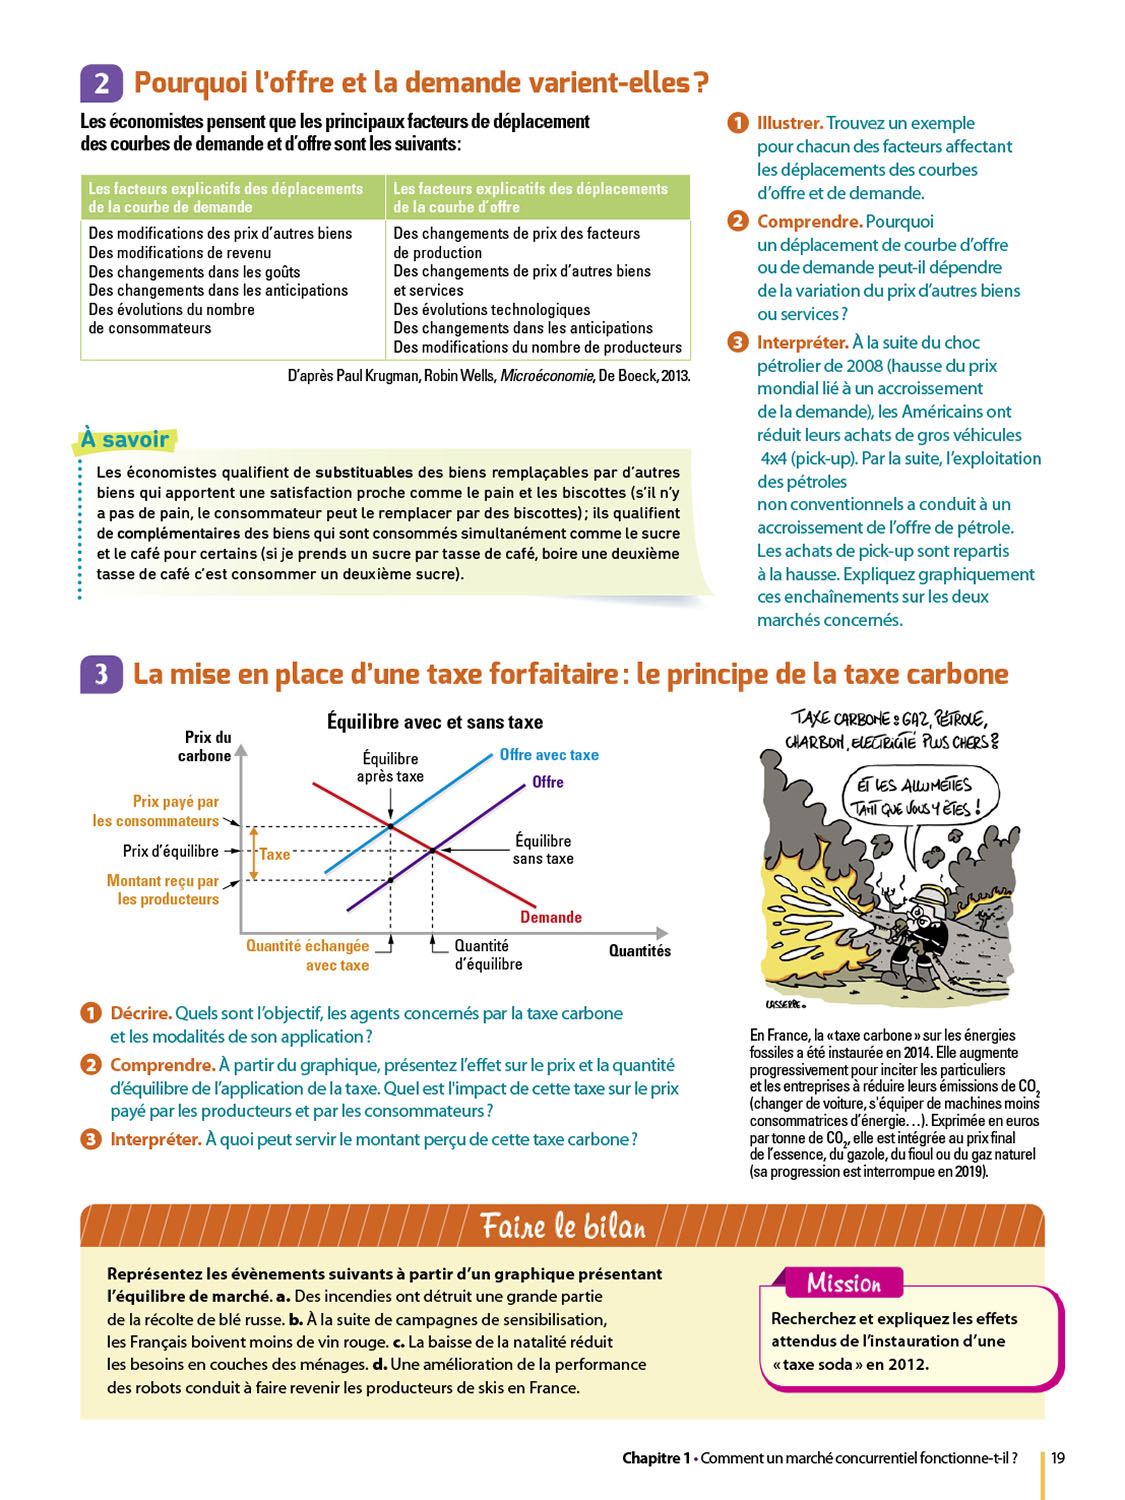 2 Pourquoi l'offre et la demande varient-elles ?
Les économistes pensent que les principaux facteurs de déplacement
des courbes de demande et d'offre sont les suivants :
Les facteurs explicatifs des déplacements
de la courbe de demande
Les facteurs explicatifs des déplacements
de la courbe d'offre
Des modifications des prix d'autres biens
Des modifications de revenu
Des changements dans les goûts
Des changements dans les anticipations
Des évolutions du nombre
de consommateurs
Des changements de prix des facteurs
de production
Des changements de prix d'autres biens
et services
Des évolutions technologiques
Des changements dans les anticipations
Des modifications du nombre de producteurs
D'après Paul Krugman, Robin Wells, Microéconomie, De Boeck, 2013.
À savoir
Les économistes qualifient de substituables des biens remplaçables par d'autres
biens qui apportent une satisfaction proche comme le pain et les biscottes (s'il n'y
a pas de pain, le consommateur peut le remplacer par des biscottes) ; ils qualifient
de complémentaires des biens qui sont consommés simultanément comme le sucre
et le café pour certains (si je prends un sucre par tasse de café, boire une deuxième
tasse de café c'est consommer un deuxième sucre).
1 Illustrer. Trouvez un exemple
pour chacun des facteurs affectant
les déplacements des courbes
d'offre et de demande.
2 Comprendre. Pourquoi
un déplacement de courbe d'offre
ou de demande peut-il dépendre
de la variation du prix d'autres biens
ou services ?
3 Interpréter. À la suite du choc
pétrolier de 2008 (hausse du prix
mondial lié à un accroissement
de la demande), les Américains ont
réduit leurs achats de gros véhicules
4x4 (pick-up). Par la suite, l'exploitation
des pétroles
non conventionnels a conduit à un
accroissement de l'offre de pétrole.
Les achats de pick-up sont repartis
à la hausse. Expliquez graphiquement
ces enchaînements sur les deux
marchés concernés.
3 La mise en place d'une taxe forfaitaire : le principe de la taxe carbone
Équilibre avec et sans taxe
Prix du
carbone
Équilibre
après taxe
Offre avec taxe
Offre
Prix payé par
les consommateurs
Prix d'équilibre
Taxe
Équilibre
sans taxe
Montant reçu par
les producteurs
Demande
Quantité échangée
avec taxe
Quantité
d'équilibre
Quantités
TAXE CARBONE : GAZ, PÉTROLE,
CHARBON, ELECTRICITÉ PLUS CHERS ?
ET LES ALLUMETTES
TANT QUE VOUS Y ÊTES !
LASSERPE.
1 Décrire. Quels sont l'objectif, les agents concernés par la taxe carbone
et les modalités de son application ?
2 Comprendre. À partir du graphique, présentez l'effet sur le prix et la quantité
d'équilibre de l'application de la taxe. Quel est l'impact de cette taxe sur le prix
payé par les producteurs et par les consommateurs ?
3 Interpréter. À quoi peut servir le montant perçu de cette taxe carbone ?
En France, la « taxe carbone » sur les énergies
fossiles a été instaurée en 2014. Elle augmente
progressivement pour inciter les particuliers
et les entreprises à réduire leurs émissions de CO2
(changer de voiture, s'équiper de machines moins
consommatrices d'énergie…). Exprimée en euros
par tonne de CO2, elle est intégrée au prix final
de l'essence, du gazole, du fioul ou du gaz naturel
(sa progression est interrompue en 2019).
Faire le bilan
Représentez les évènements suivants à partir d'un graphique présentant
l'équilibre de marché. a. Des incendies ont détruit une grande partie
de la récolte de blé russe. b. À la suite de campagnes de sensibilisation,
les Français boivent moins de vin rouge. c. La baisse de la natalité réduit
les besoins en couches des ménages. d. Une amélioration de la performance
des robots conduit à faire revenir les producteurs de skis en France.
Mission
Recherchez et expliquez les effets
attendus de l'instauration d'une
« taxe soda » en 2012.
Chapitre 1 • Comment un marché concurrentiel fonctionne-t-il ? 19